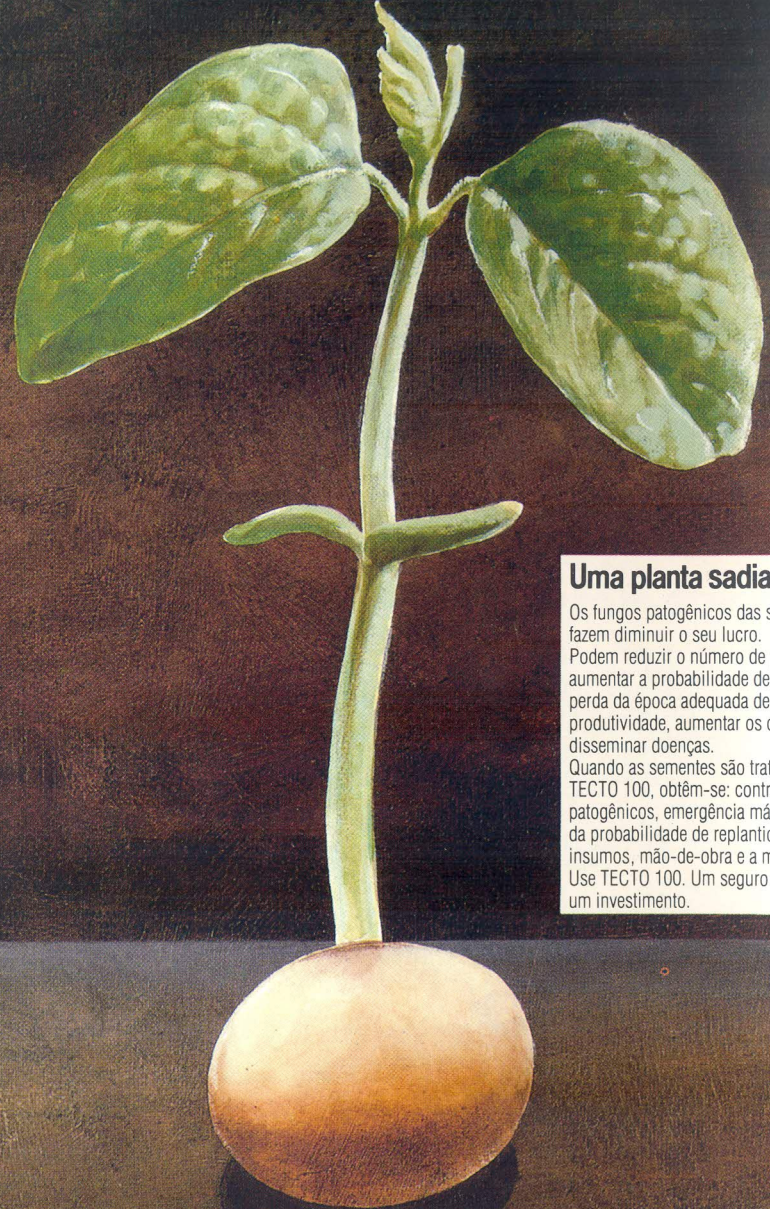 Uma planta sadia
Os fungos patogênicos das
fazem diminuir o seu lucro.
Podem reduzir o número de
aumentar a probabilidade de
perda da época adequada de
produtividade, aumentar os
disseminar doenças.
Quando as sementes são
TECTO 100, obtêm-se:
patogênicos, emergência
da probabilidade de
insumos, mão-de-obra e a
Use TECTO 100. Um seguro
um investimento.